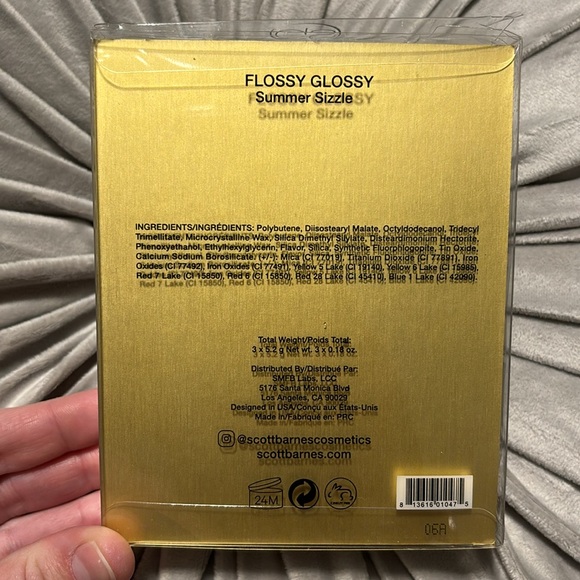 FLOSSY GLOSSY
Summer Sizzle
INGREDIENTS/INGRÉDIENTS: Polybutene, Diisostearyl Malate, Octyldodecanol, Tridecyl
Trimellitate, Microcrystalline Wax, Silica Dimethyl Silylate, Disteardimonium Hectorite,
Phenoxyethanol, Ethylhexylglycerin, Flavor, Silica, Synthetic Fluorphlogopite, Tin Oxide,
Calcium Sodium Borosilicate. (+/-): Mica (CI 77019), Titanium Dioxide (CI 77891), Iron
Oxides (CI 77492), Iron Oxides (CI 77491), Yellow 5 Lake (CI 19140), Yellow 6 Lake (CI 15985),
Red 7 Lake (CI 15850), Red 6 (CI 15850), Red 28 Lake (CI 45410), Blue 1 Lake (CI 42090).
Total Weight/Poids Total:
3 x 5.2 g Net wt. 3 x 0.18 oz.
Distributed By/Distribué Par:
SMFB Labs, LCC
5176 Santa Monica Blvd
Los Angeles, CA 90029
Designed in USA/Conçu aux États-Unis
Made in/Fabriqué en: PRC
@scottbarnescosmetics
scottbarnes.com
24M
8 13616 01047 5
06A